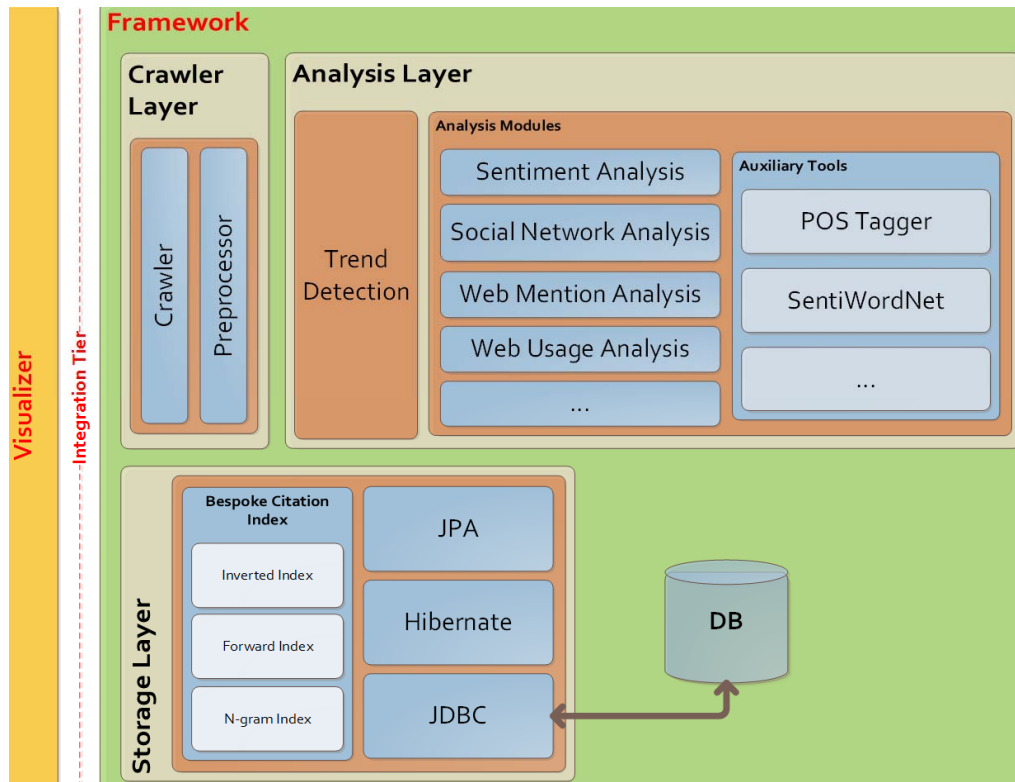 Visualizer
Integration Tier
Framework
Crawler
Layer
Crawler
Preprocessor
Analysis Layer
Trend
Detection
Analysis Modules
Sentiment Analysis
Social Network Analysis
Web Mention Analysis
Web Usage Analysis
...
Auxiliary Tools
POS Tagger
SentiWordNet
...
Storage Layer
Bespoke Citation
Index
Inverted Index
Forward Index
N-gram Index
JPA
Hibernate
JDBC
DB